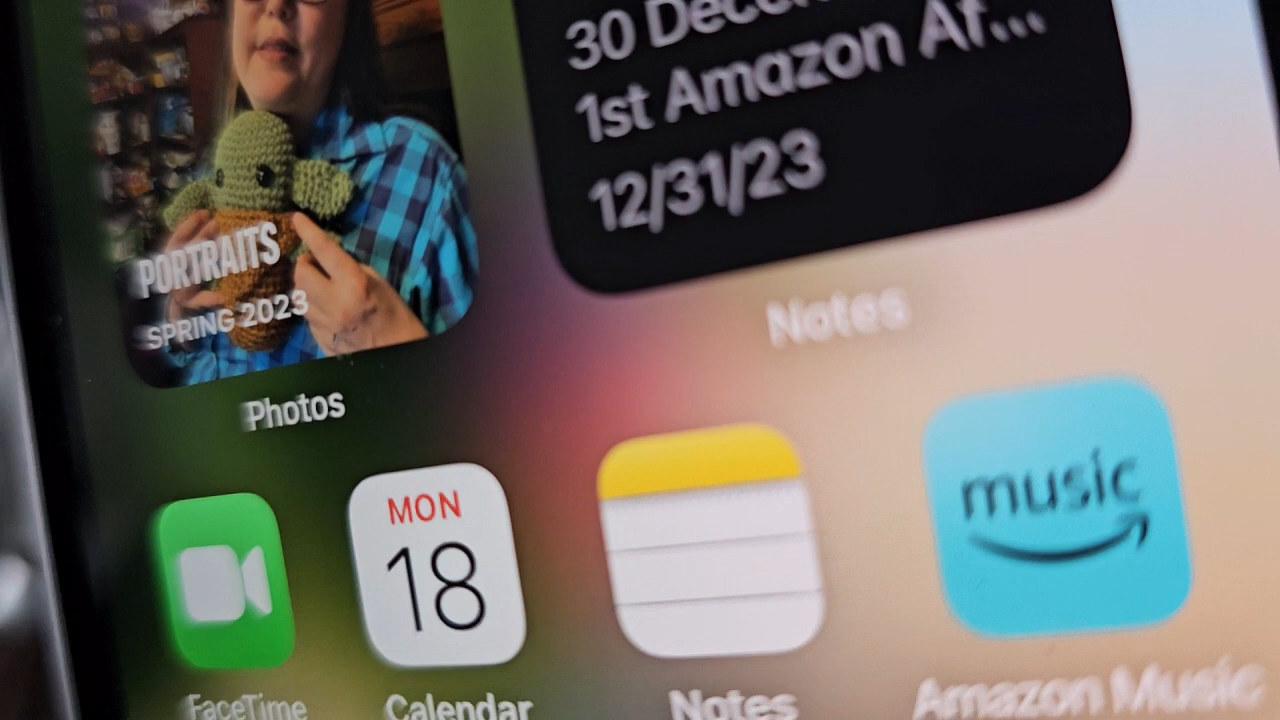 30 Decem
1st Amazon Af...
12/31/23
PORTRAITS
SPRING 2023
Notes
Photos
MON
18
music
FaceTime
Calendar
Notes
Amazon Music